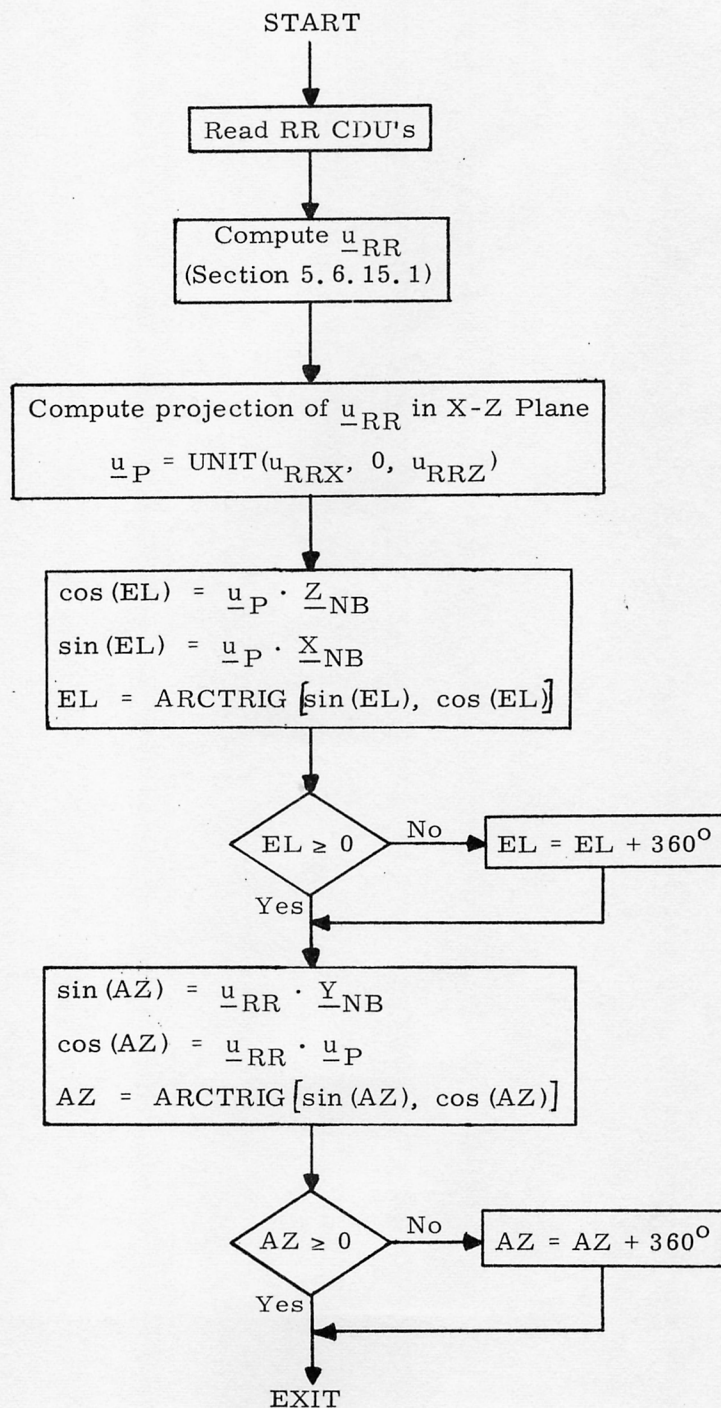 START
Read RR CDU's
Compute u_RR
(Section 5.6.15.1)
Compute projection of u_RR in X-Z Plane
u_P = UNIT(u_RRX, 0, u_RRZ)
cos (EL) = u_P · Z_NB
sin (EL) = u_P · X_NB
EL = ARCTRIG [sin (EL), cos (EL)]
EL ≥ 0
No
EL = EL + 360°
Yes
sin (AZ) = u_RR · Y_NB
cos (AZ) = u_RR · u_P
AZ = ARCTRIG [sin (AZ), cos (AZ)]
AZ ≥ 0
No
AZ = AZ + 360°
Yes
EXIT